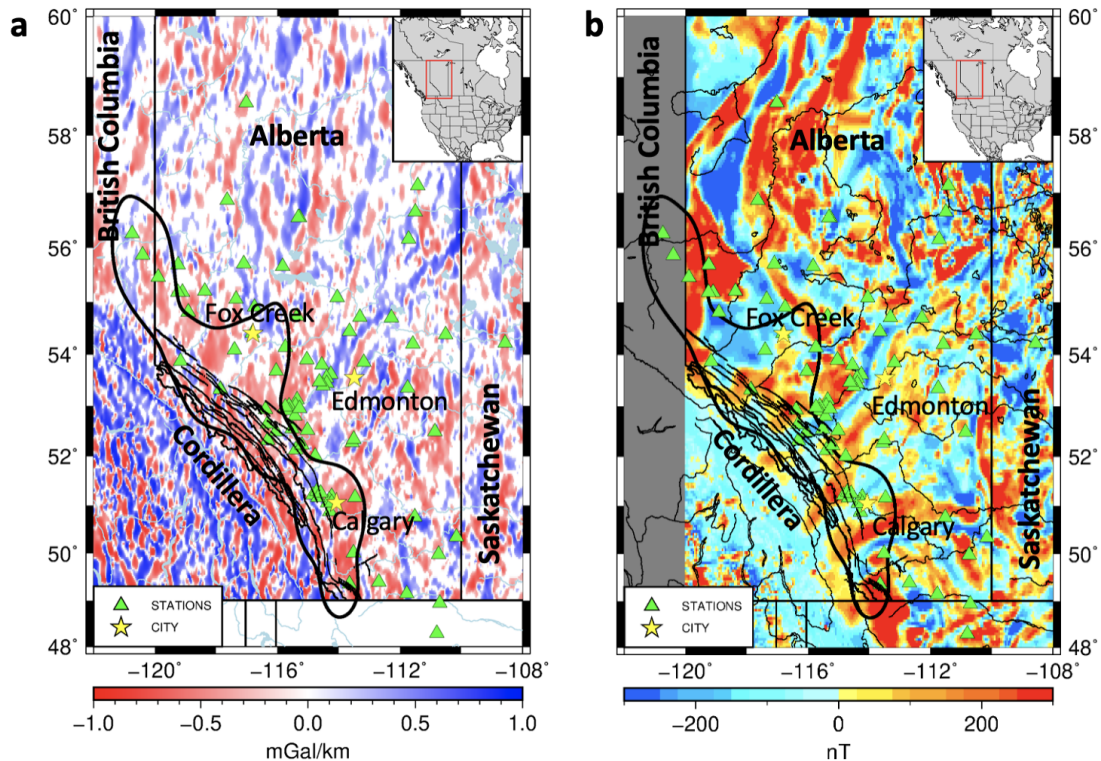 a
60°
58°
56°
54°
52°
50°
48°
British Columbia
Alberta
Fox Creek
Edmonton
Cordillera
Calgary
Saskatchewan
STATIONS
CITY
−120° −116° −112° −108°
−1.0 −0.5 0.0 0.5 1.0
mGal/km
b
60°
58°
56°
54°
52°
50°
48°
British Columbia
Alberta
Fox Creek
Edmonton
Cordillera
Calgary
Saskatchewan
STATIONS
CITY
−120° −116° −112° −108°
−200 0 200
nT